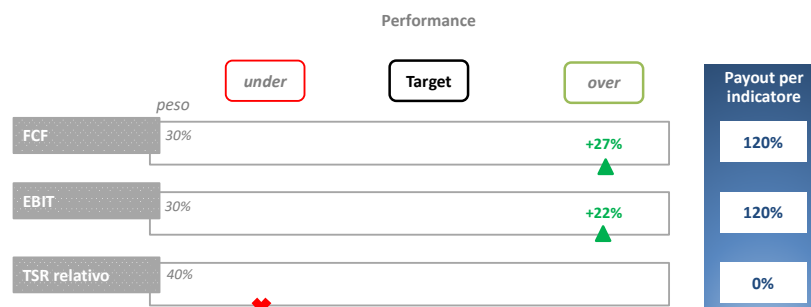 Performance
under
Target
over
Payout per
indicatore
peso
FCF
30%
+27%
120%
EBIT
30%
+22%
120%
TSR relativo
40%
0%